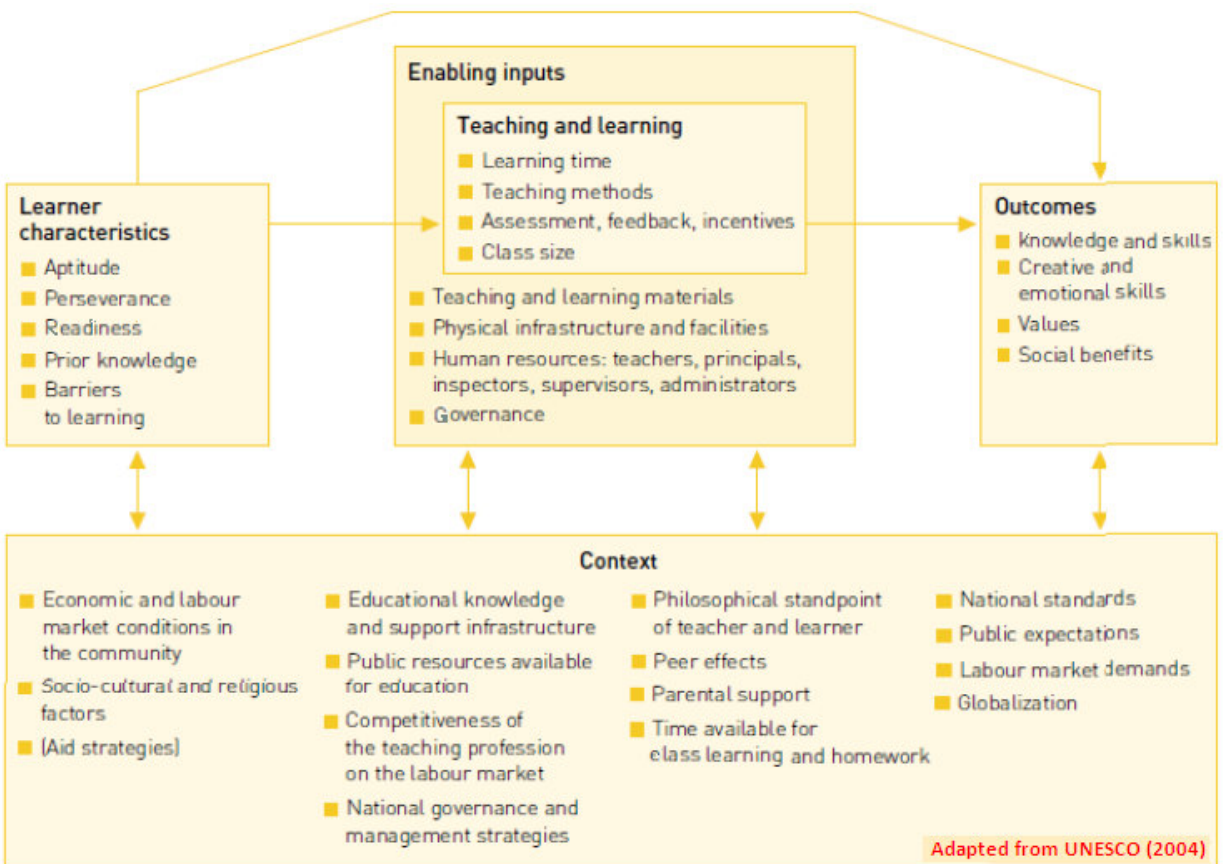 Enabling inputs
Teaching and learning
Learning time
Teaching methods
Assessment, feedback, incentives
Class size
Teaching and learning materials
Physical infrastructure and facilities
Human resources: teachers, principals,
inspectors, supervisors, administrators
Governance
Learner
characteristics
Aptitude
Perseverance
Readiness
Prior knowledge
Barriers
to learning
Outcomes
Knowledge and skills
Creative and
emotional skills
Values
Social benefits
Context
Economic and labour
market conditions in
the community
Socio-cultural and religious
factors
(Aid strategies)
Educational knowledge
and support infrastructure
Public resources available
for education
Competitiveness of
the teaching profession
on the labour market
National governance and
management strategies
Philosophical standpoint
of teacher and learner
Peer effects
Parental support
Time available for
class learning and homework
National standards
Public expectations
Labour market demands
Globalization
Adapted from UNESCO (2004)